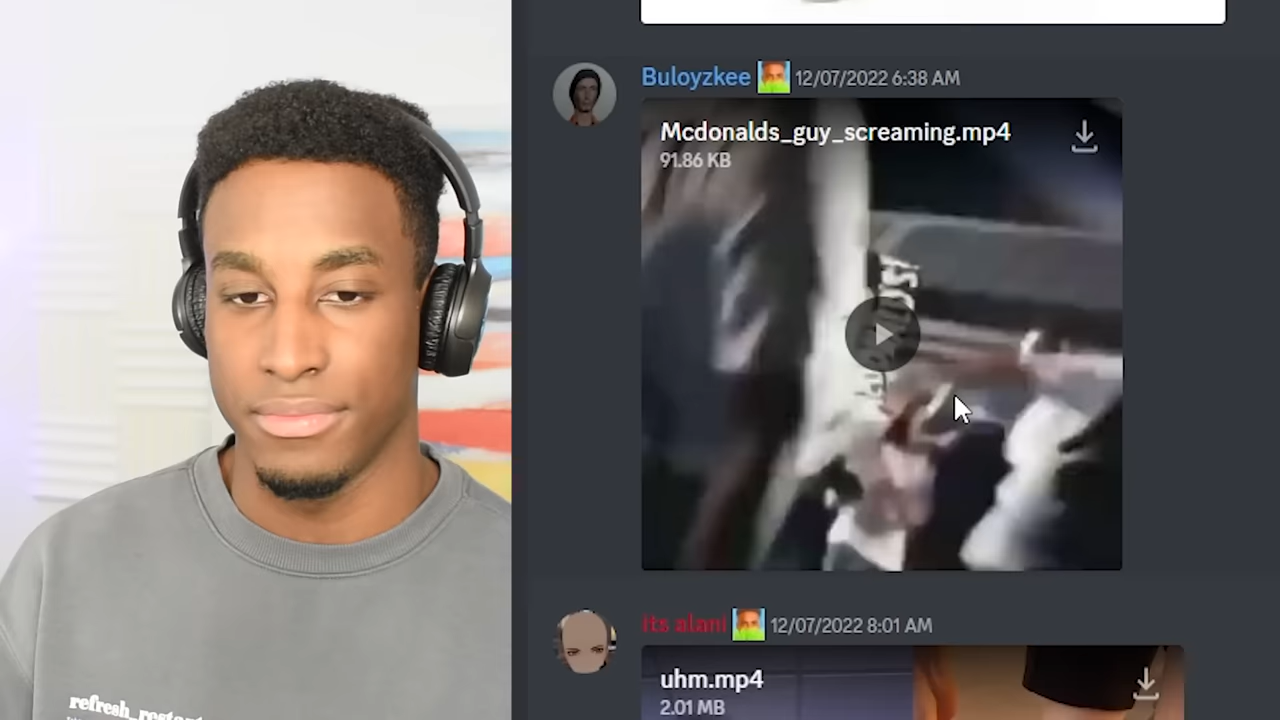 Buloyzkee 12/07/2022 6:38 AM
Mcdonalds_guy_screaming.mp4
91.86 KB
its alani 12/07/2022 8:01 AM
uhm.mp4
2.01 MB
refresh_restart